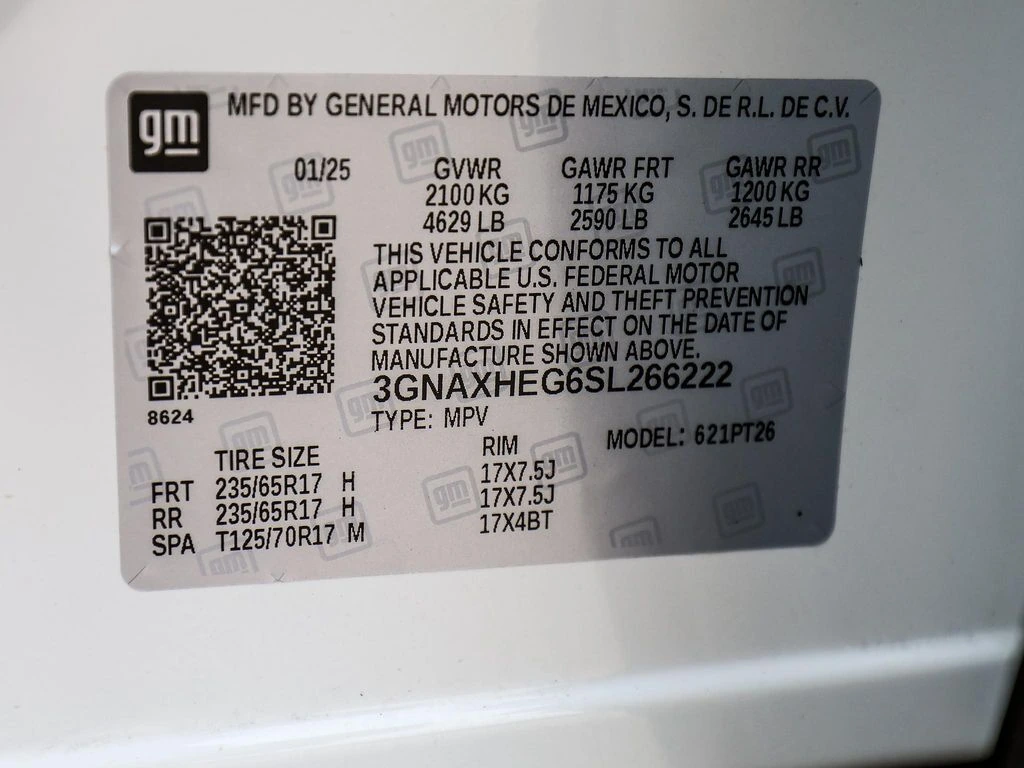 gm MFD BY GENERAL MOTORS DE MEXICO, S. DE R.L. DE C.V.
01/25 GVWR GAWR FRT GAWR RR
2100 KG 1175 KG 1200 KG
4629 LB 2590 LB 2645 LB
THIS VEHICLE CONFORMS TO ALL
APPLICABLE U.S. FEDERAL MOTOR
VEHICLE SAFETY AND THEFT PREVENTION
STANDARDS IN EFFECT ON THE DATE OF
MANUFACTURE SHOWN ABOVE.
3GNAXHEG6SL266222
8624
TYPE: MPV
MODEL: 621PT26
TIRE SIZE RIM
FRT 235/65R17 H 17X7.5J
RR 235/65R17 H 17X7.5J
SPA T125/70R17 M 17X4BT